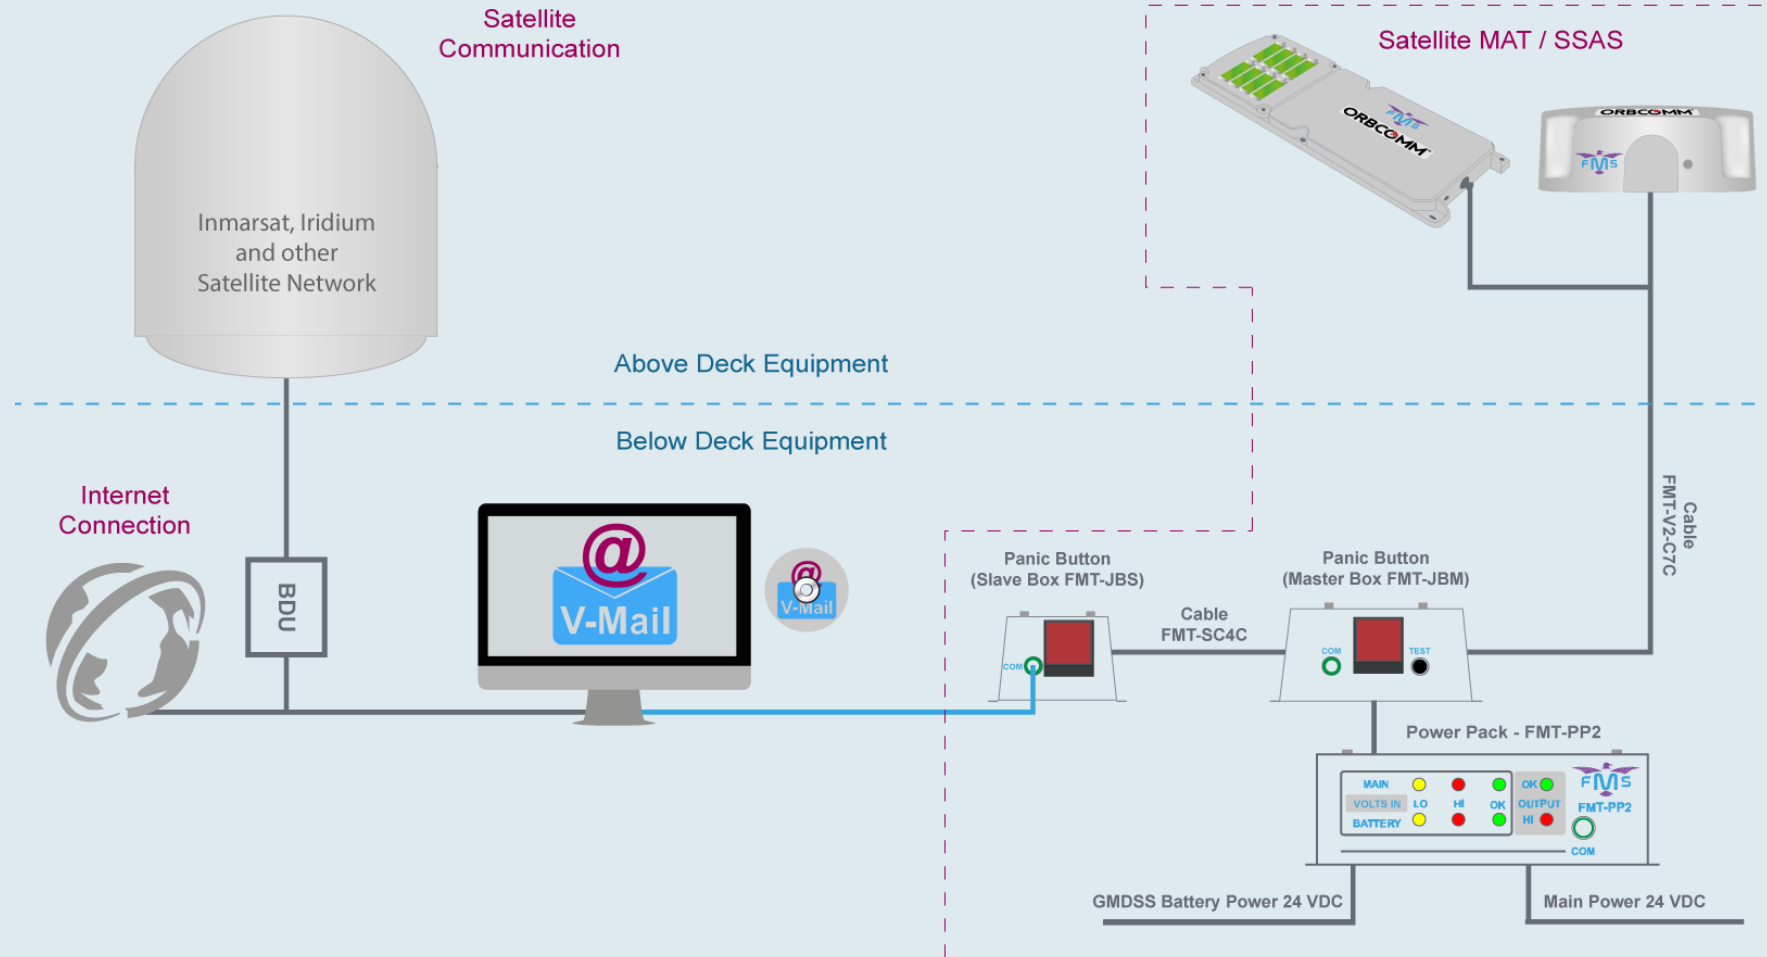 Satellite
Communication
Satellite MAT / SSAS
ORBCOMM
FMS
ORBCOMM
FMS
Inmarsat, Iridium
and other
Satellite Network
Above Deck Equipment
Below Deck Equipment
Internet
Connection
BDU
@
V-Mail
@
V-Mail
Cable
FMT-V2-C7C
Panic Button
(Slave Box FMT-JBS)
COM
Cable
FMT-SC4C
Panic Button
(Master Box FMT-JBM)
COM
TEST
Power Pack - FMT-PP2
MAIN
OK
VOLTS IN LO HI OK OUTPUT
BATTERY
HI
FMS
FMT-PP2
COM
GMDSS Battery Power 24 VDC
Main Power 24 VDC